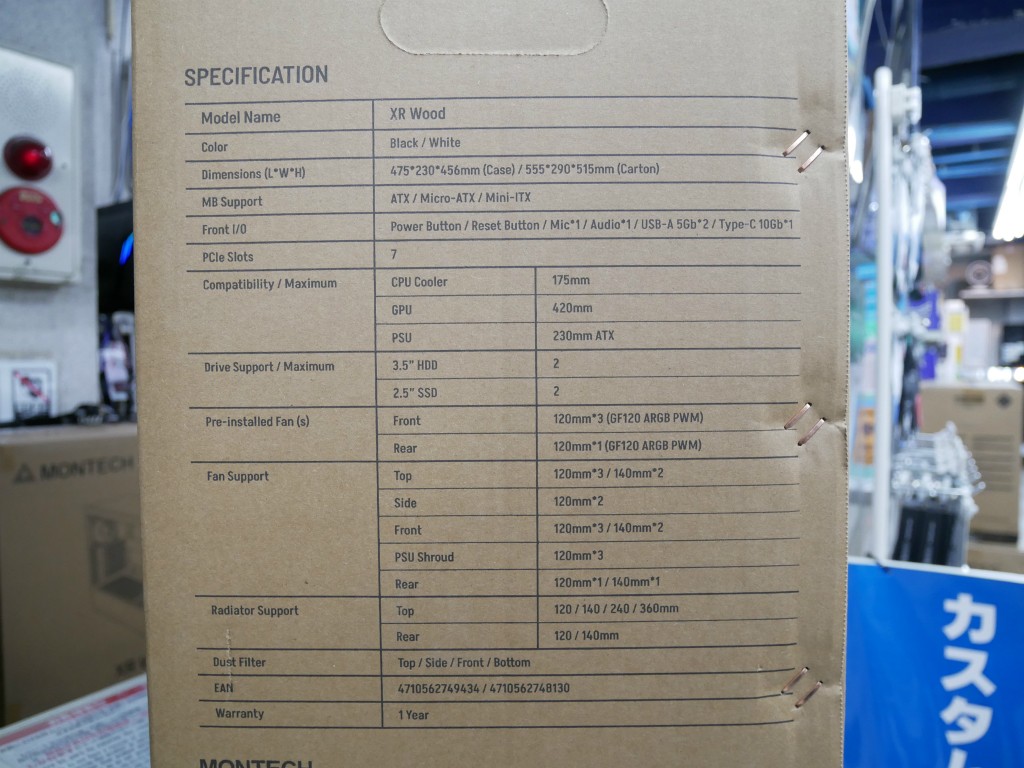 SPECIFICATION
Model Name XR Wood
Color Black / White
Dimensions (L*W*H) 475*230*456mm (Case) / 555*290*515mm (Carton)
MB Support ATX / Micro-ATX / Mini-ITX
Front I/O Power Button / Reset Button / Mic*1 / Audio*1 / USB-A 5Gb*2 / Type-C 10Gb*1
PCIe Slots 7
Compatibility / Maximum CPU Cooler 175mm
GPU 420mm
PSU 230mm ATX
Drive Support / Maximum 3.5" HDD 2
2.5" SSD 2
Pre-installed Fan (s) Front 120mm*3 (GF120 ARGB PWM)
Rear 120mm*1 (GF120 ARGB PWM)
Fan Support Top 120mm*3 / 140mm*2
Side 120mm*2
Front 120mm*3 / 140mm*2
PSU Shroud 120mm*3
Rear 120mm*1 / 140mm*1
Radiator Support Top 120 / 140 / 240 / 360mm
Rear 120 / 140mm
Dust Filter Top / Side / Front / Bottom
EAN 4710562749434 / 4710562748130
Warranty 1 Year
MONTECH
MONTECH
カスタ